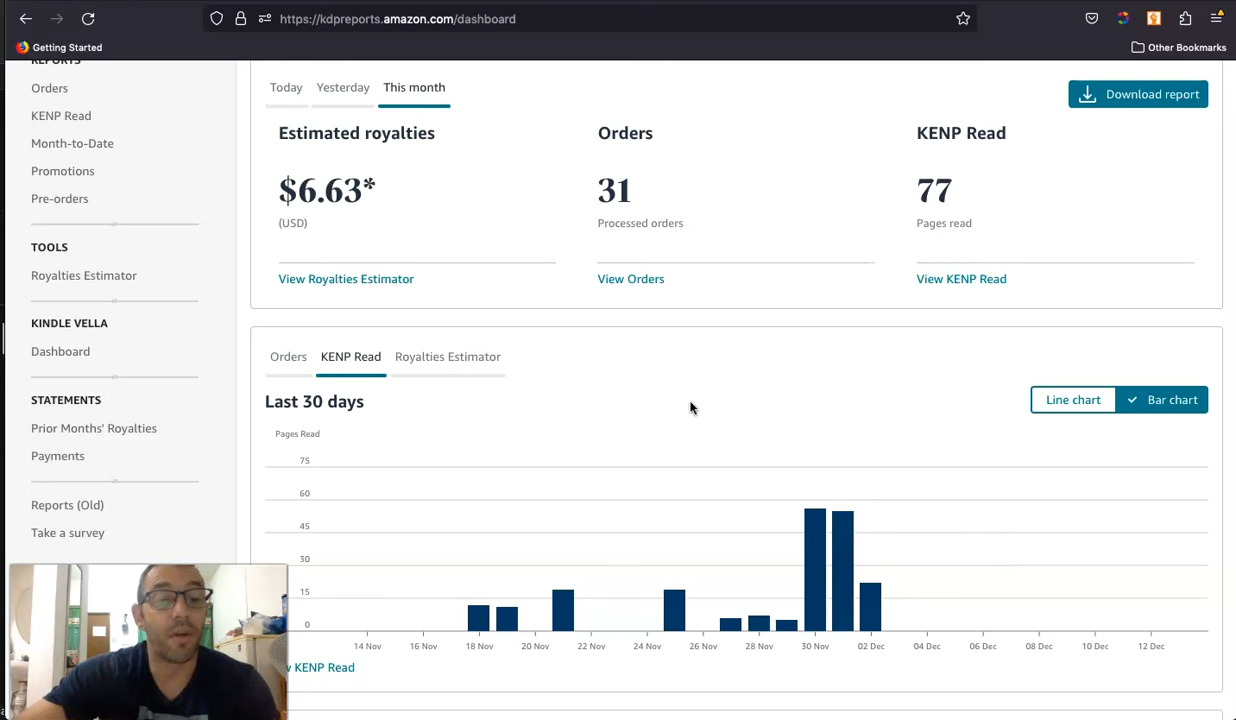 https://kdpreports.amazon.com/dashboard
Getting Started
Other Bookmarks
REPORTS
Orders
KENP Read
Month-to-Date
Promotions
Pre-orders
TOOLS
Royalties Estimator
KINDLE VELLA
Dashboard
STATEMENTS
Prior Months' Royalties
Payments
Reports (Old)
Take a survey
Today Yesterday This month
Download report
Estimated royalties Orders KENP Read
$6.63* 31 77
(USD) Processed orders Pages read
View Royalties Estimator View Orders View KENP Read
Orders KENP Read Royalties Estimator
Last 30 days
Line chart Bar chart
Pages Read
75
60
45
30
15
0
14 Nov 16 Nov 18 Nov 20 Nov 22 Nov 24 Nov 26 Nov 28 Nov 30 Nov 02 Dec 04 Dec 06 Dec 08 Dec 10 Dec 12 Dec
KENP Read